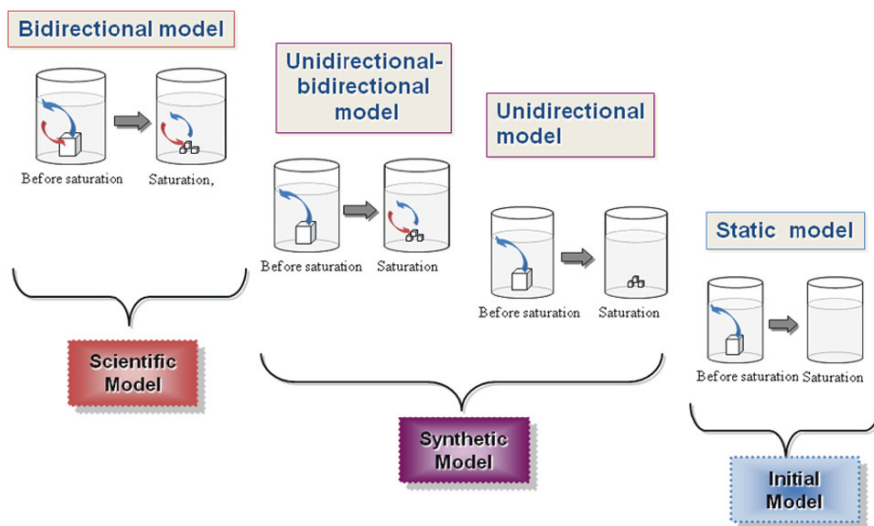 Bidirectional model
Before saturation
Saturation,
Scientific
Model
Unidirectional-
bidirectional
model
Before saturation
Saturation
Unidirectional
model
Before saturation
Saturation
Synthetic
Model
Static model
Before saturation
Saturation
Initial
Model